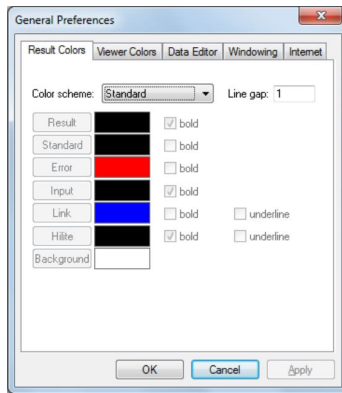 General Preferences
Result Colors Viewer Colors Data Editor Windowing Internet
Color scheme: Standard Line gap: 1
Result bold
Standard bold
Error bold
Input bold
Link bold underline
Hilite bold underline
Background
OK Cancel Apply